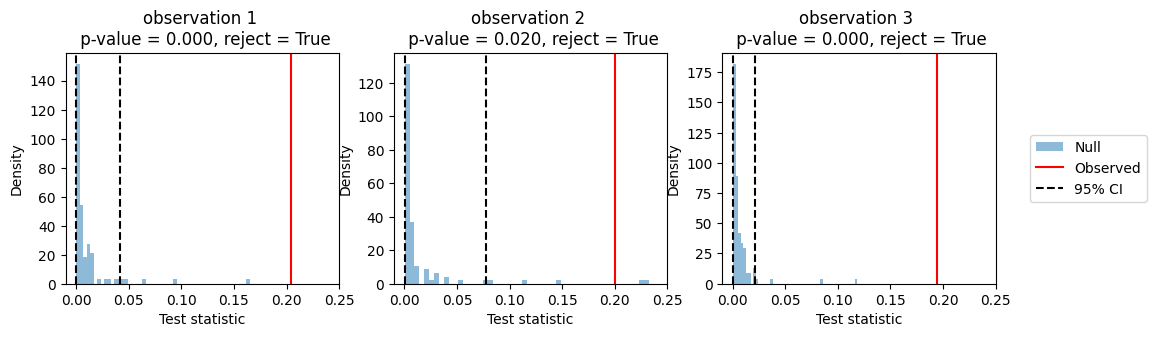 observation 1
p-value = 0.000, reject = True
Density
140
120
100
80
60
40
20
0
0.00 0.05 0.10 0.15 0.20 0.25
Test statistic
observation 2
p-value = 0.020, reject = True
Density
120
100
80
60
40
20
0
0.00 0.05 0.10 0.15 0.20 0.25
Test statistic
observation 3
p-value = 0.000, reject = True
Density
175
150
125
100
75
50
25
0
0.00 0.05 0.10 0.15 0.20 0.25
Test statistic
Null
Observed
95% CI